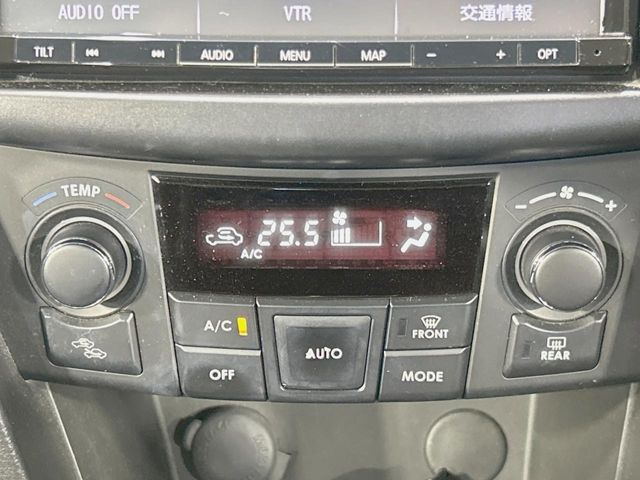 AUDIO OFF VTR 交通情報
TILT AUDIO MENU MAP - + OPT
TEMP
- +
25.5
A/C
A/C
FRONT
AUTO
REAR
OFF MODE